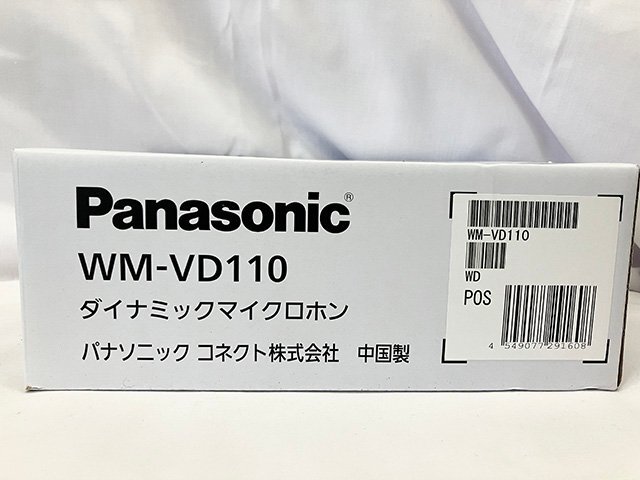 Panasonic®
WM-VD110
ダイナミックマイクロホン
パナソニック コネクト株式会社 中国製
WM-VD110
WD
POS
4 549077 291608